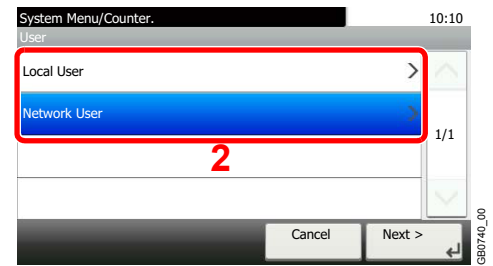 System Menu/Counter. 10:10
User
Local User
Network User
1/1
2
Cancel Next >
GB0740_00